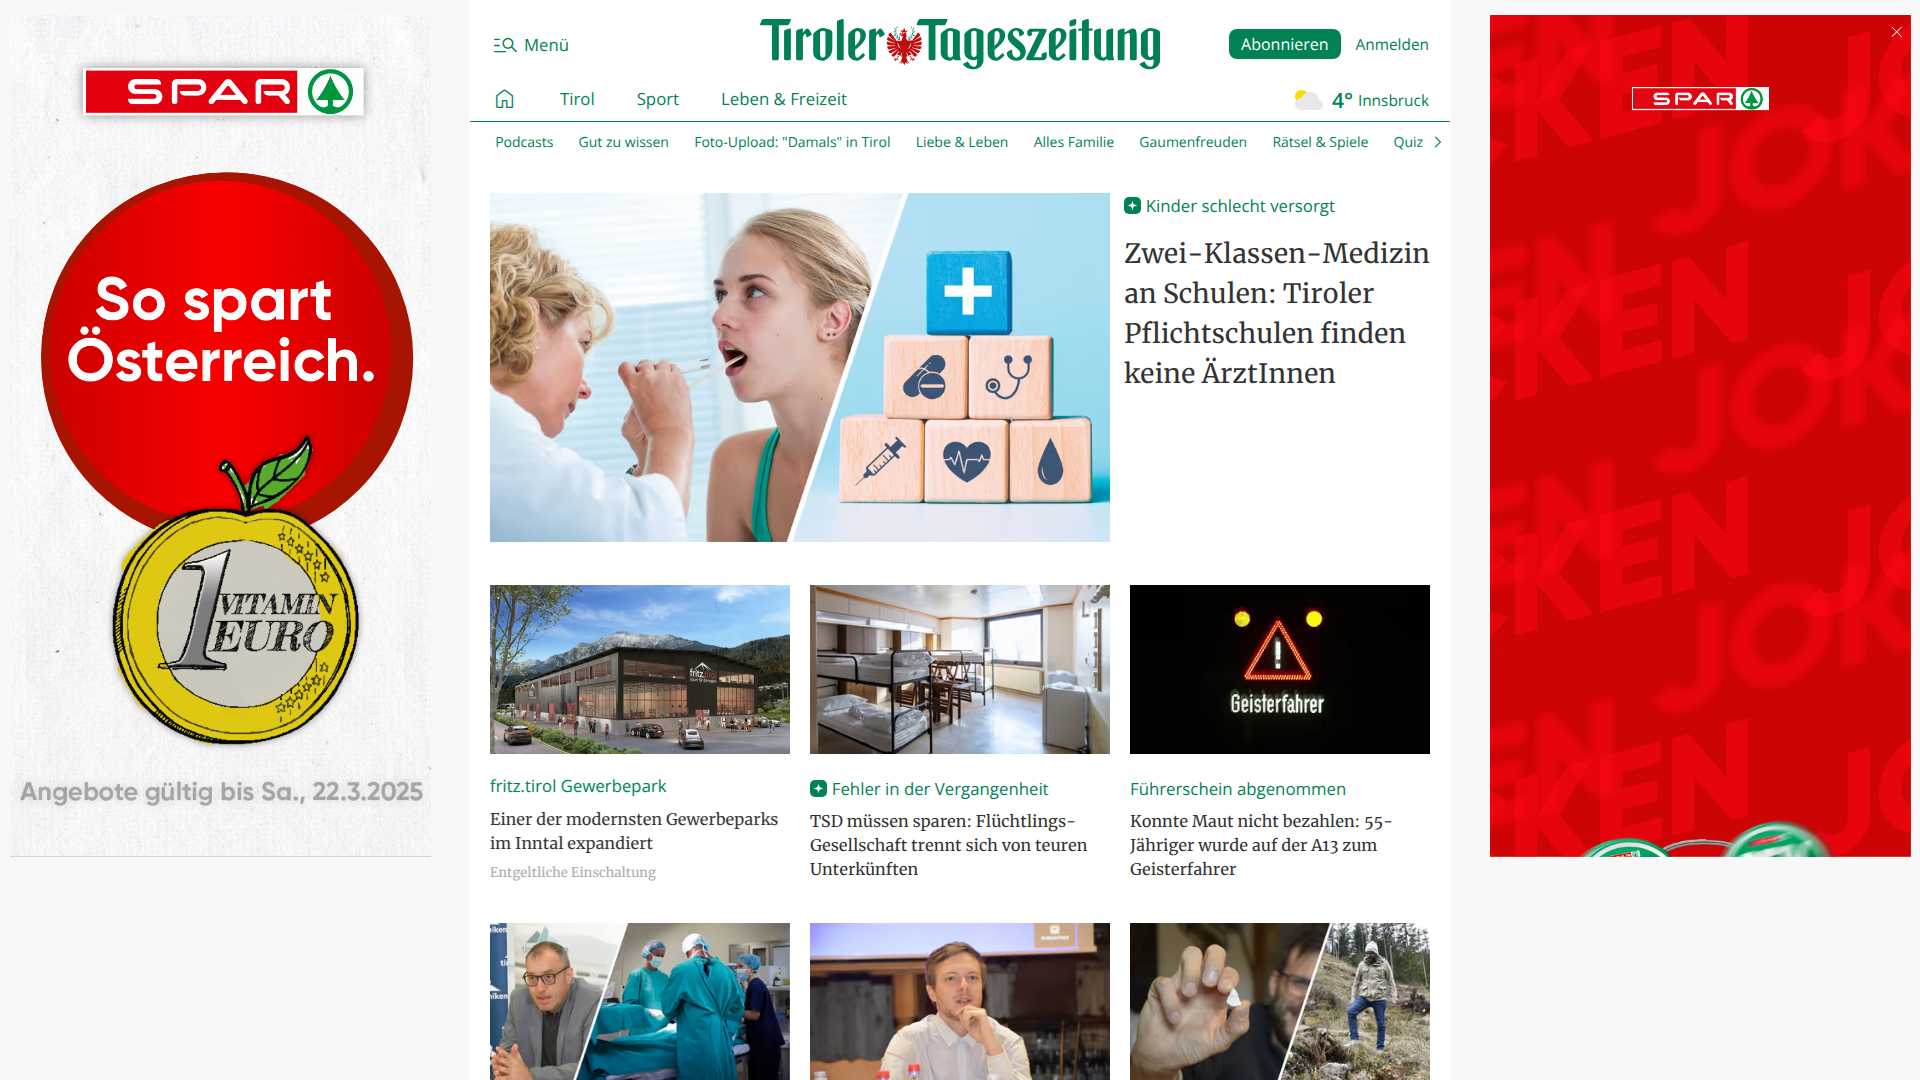 SPAR
So spart
Österreich.
1
VITAMIN
EURO
Angebote gültig bis Sa., 22.3.2025
Menü
Tiroler Tageszeitung
Abonnieren
Anmelden
Tirol
Sport
Leben & Freizeit
4° Innsbruck
Podcasts
Gut zu wissen
Foto-Upload: "Damals" in Tirol
Liebe & Leben
Alles Familie
Gaumenfreuden
Rätsel & Spiele
Quiz
Kinder schlecht versorgt
Zwei-Klassen-Medizin
an Schulen: Tiroler
Pflichtschulen finden
keine ÄrztInnen
fritz.tirol
fritz.tirol Gewerbepark
Einer der modernsten Gewerbeparks
im Inntal expandiert
Entgeltliche Einschaltung
Fehler in der Vergangenheit
TSD müssen sparen: Flüchtlings-
Gesellschaft trennt sich von teuren
Unterkünften
Geisterfahrer
Führerschein abgenommen
Konnte Maut nicht bezahlen: 55-
Jähriger wurde auf der A13 zum
Geisterfahrer
SPAR
JOKEN